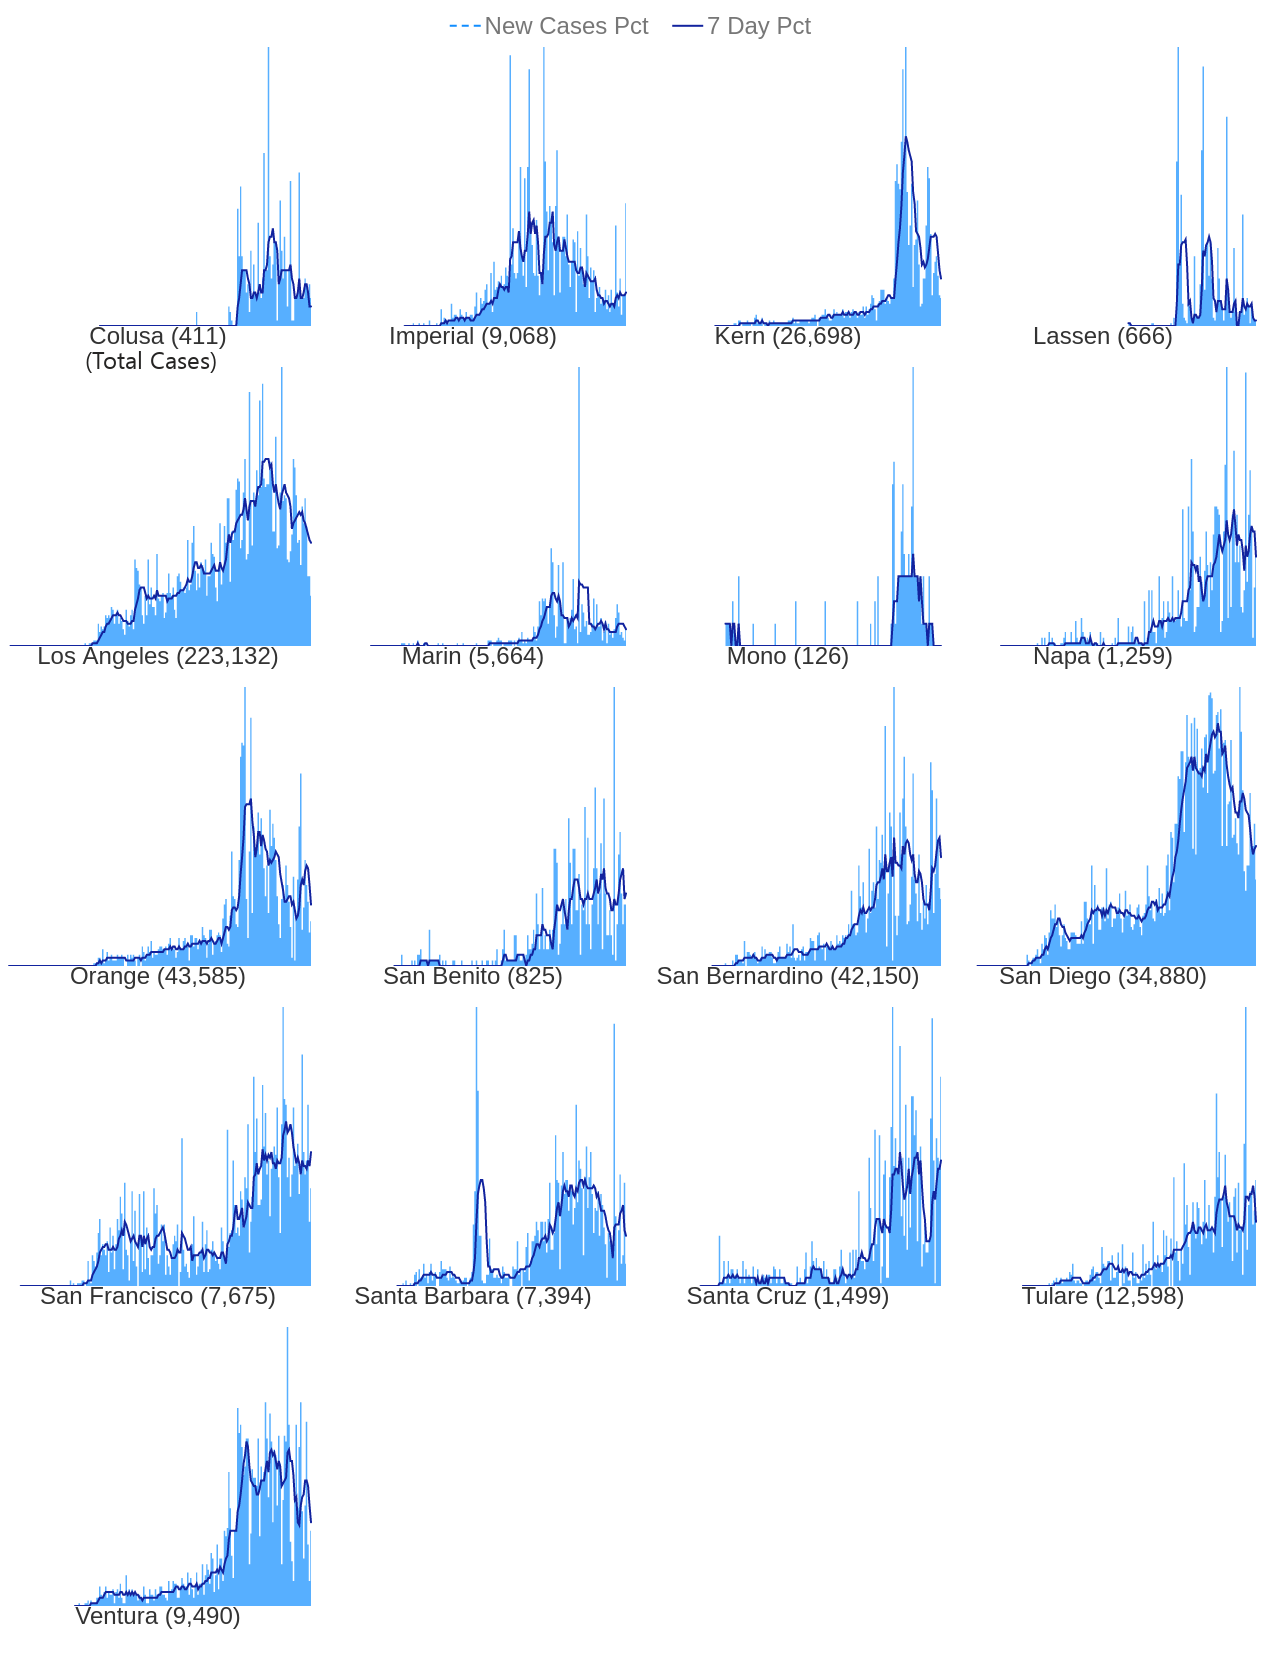 New Cases Pct 7 Day Pct
Colusa (411) Imperial (9,068) Kern (26,698) Lassen (666)
(Total Cases)
Los Angeles (223,132) Marin (5,664) Mono (126) Napa (1,259)
Orange (43,585) San Benito (825) San Bernardino (42,150) San Diego (34,880)
San Francisco (7,675) Santa Barbara (7,394) Santa Cruz (1,499) Tulare (12,598)
Ventura (9,490)